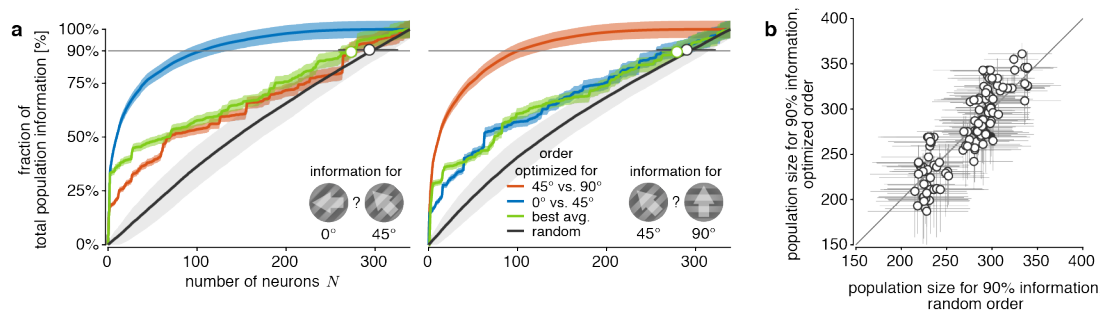 a
fraction of
total population information [%]
100%
90%
75%
50%
25%
0%
0
100
200
300
number of neurons N
information for
?
0°
45°
0
100
200
300
order
optimized for
45° vs. 90°
0° vs. 45°
best avg.
random
information for
?
45°
90°
b
population size for 90% information,
optimized order
400
350
300
250
200
150
150
200
250
300
350
400
population size for 90% information
random order